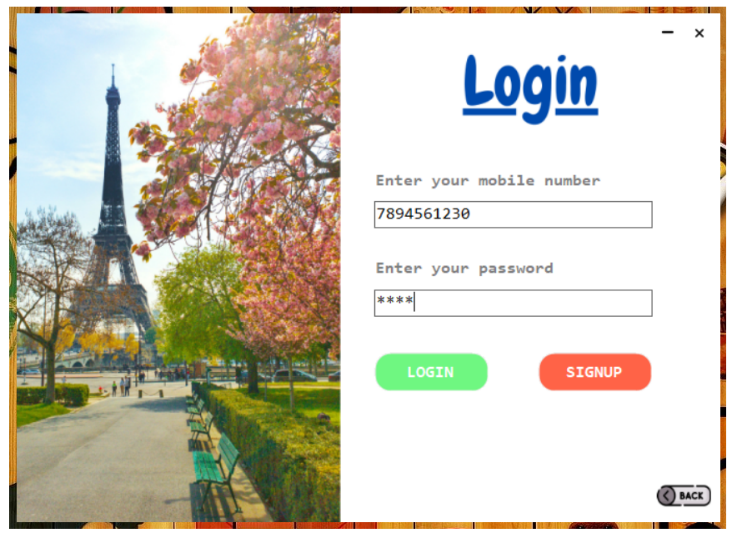 Login
Enter your mobile number
7894561230
Enter your password
****
LOGIN SIGNUP
BACK